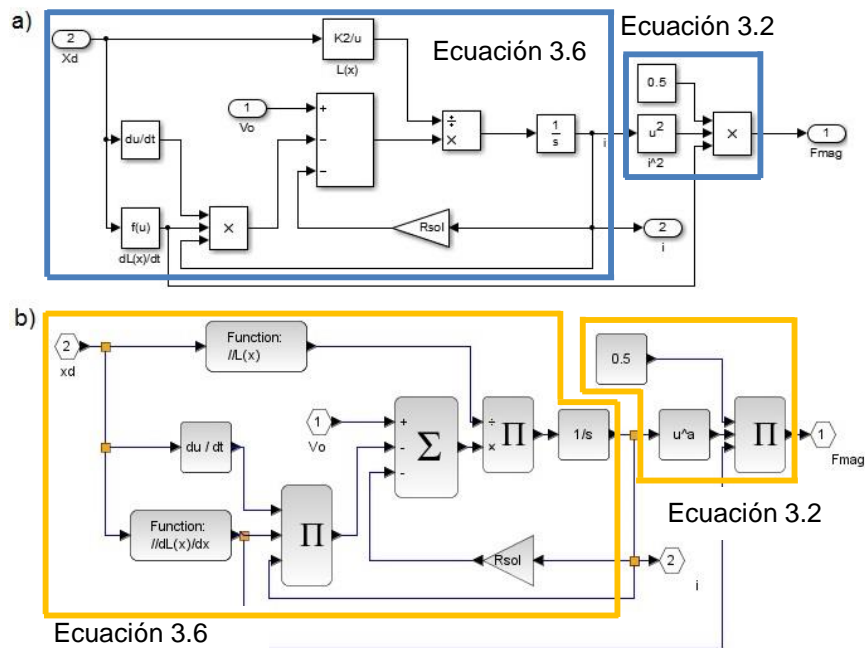 a)
Ecuación 3.6
Ecuación 3.2
2
Xd
K2/u
L(x)
1
Vo
+
-
-
÷
×
1
s
i
0.5
u^2
i^2
×
1
Fmag
du/dt
f(u)
dL(x)/dt
×
Rsol
2
i
b)
2
xd
Function:
//L(x)
1
Vo
+
-
-
Σ
÷
×
Π
1/s
0.5
u^a
Π
1
Fmag
du / dt
Function:
//dL(x)/dx
Π
Rsol
2
i
Ecuación 3.2
Ecuación 3.6